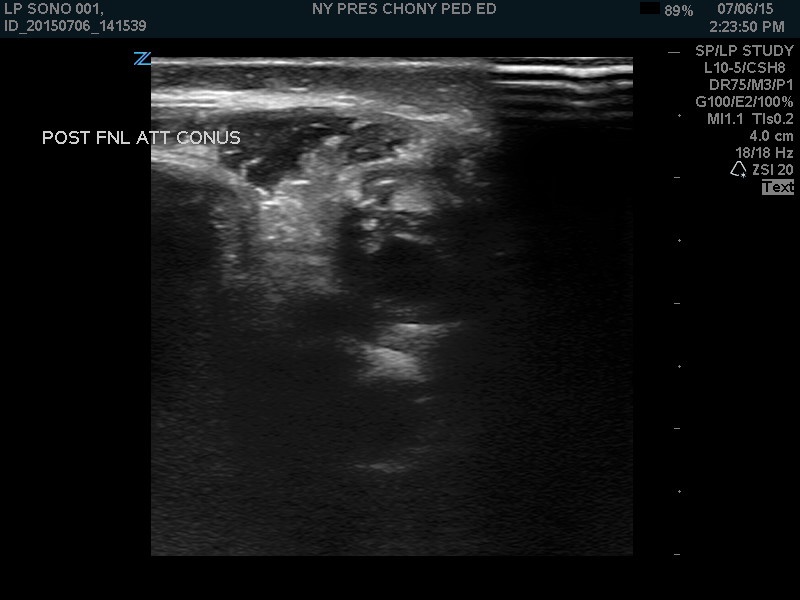 LP SONO 001,
ID_20150706_141539
NY PRES CHONY PED ED
89%
07/06/15
2:23:50 PM
SP/LP STUDY
L10-5/CSH8
DR75/M3/P1
G100/E2/100%
MI1.1 TIs0.2
4.0 cm
18/18 Hz
ZSI 20
Text
Z
POST FNL ATT CONUS